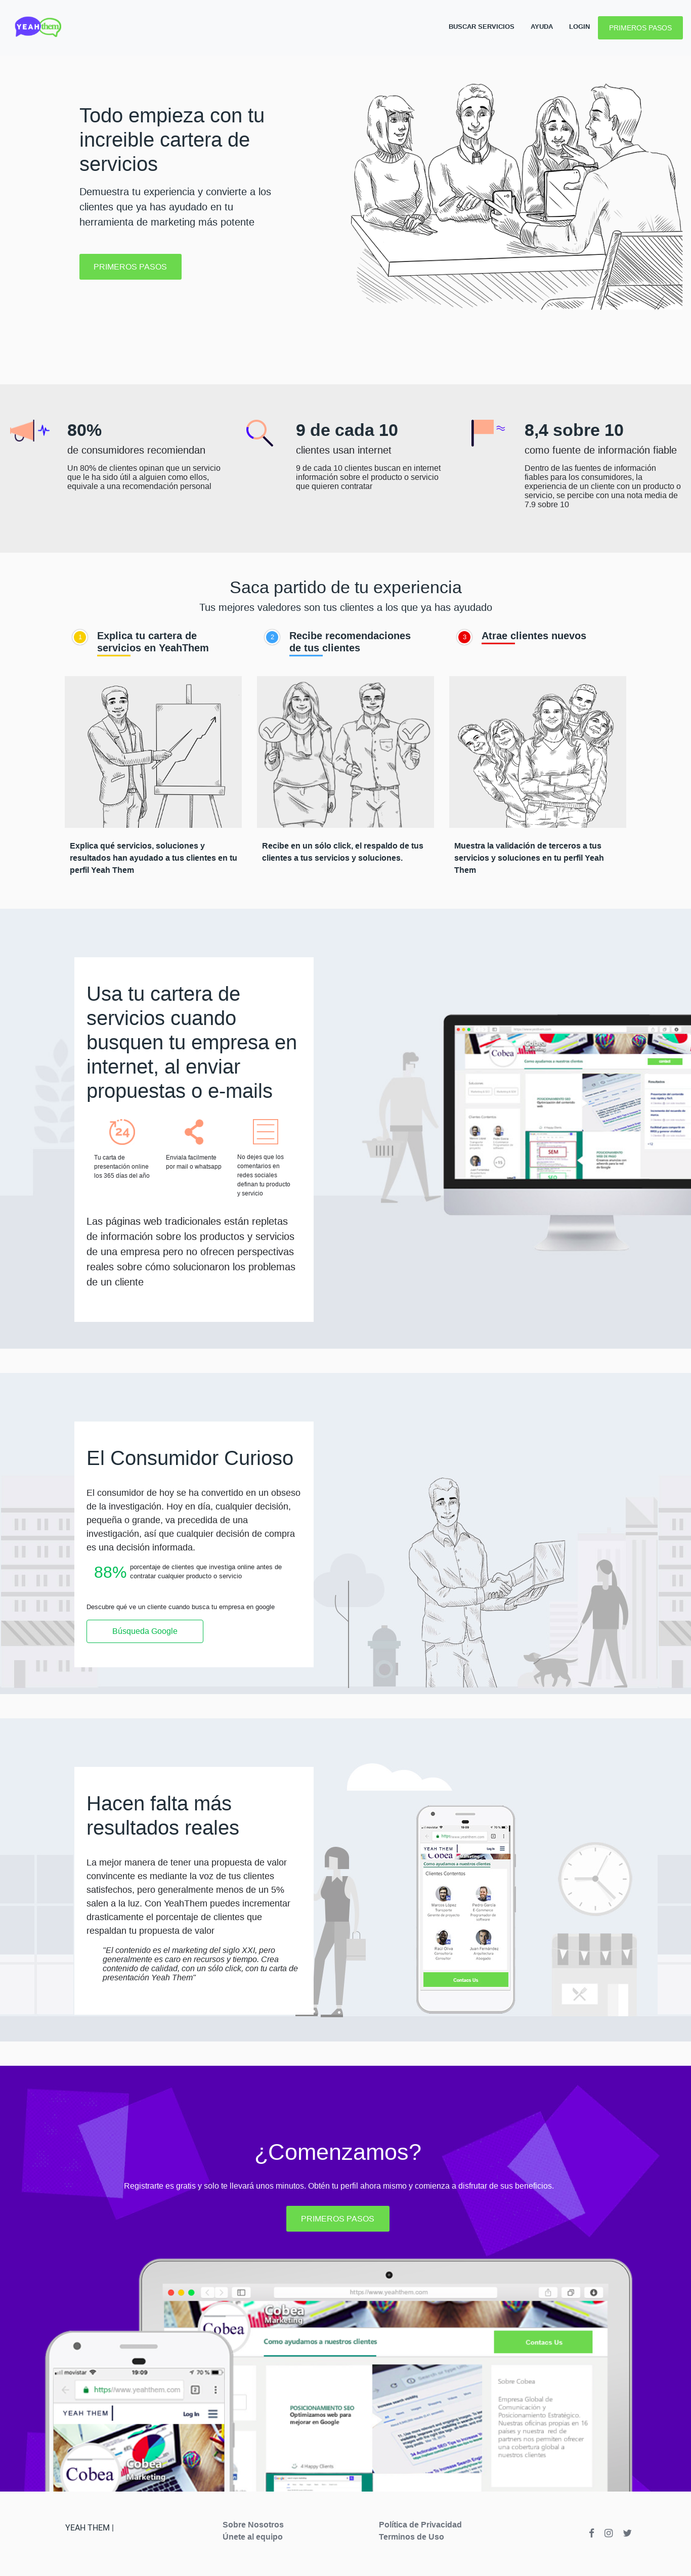 YEAH them
BUSCAR SERVICIOS
AYUDA
LOGIN
PRIMEROS PASOS
Todo empieza con tu
increible cartera de
servicios
Demuestra tu experiencia y convierte a los
clientes que ya has ayudado en tu
herramienta de marketing más potente
PRIMEROS PASOS
80%
de consumidores recomiendan
Un 80% de clientes opinan que un servicio
que le ha sido útil a alguien como ellos,
equivale a una recomendación personal
9 de cada 10
clientes usan internet
9 de cada 10 clientes buscan en internet
información sobre el producto o servicio
que quieren contratar
8,4 sobre 10
como fuente de información fiable
Dentro de las fuentes de información
fiables para los consumidores, la
experiencia de un cliente con un producto o
servicio, se percibe con una nota media de
7.9 sobre 10
Saca partido de tu experiencia
Tus mejores valedores son tus clientes a los que ya has ayudado
1
Explica tu cartera de
servicios en YeahThem
2
Recibe recomendaciones
de tus clientes
3
Atrae clientes nuevos
Explica qué servicios, soluciones y
resultados han ayudado a tus clientes en tu
perfil Yeah Them
Recibe en un sólo click, el respaldo de tus
clientes a tus servicios y soluciones.
Muestra la validación de terceros a tus
servicios y soluciones en tu perfil Yeah
Them
Usa tu cartera de
servicios cuando
busquen tu empresa en
internet, al enviar
propuestas o e-mails
24
Tu carta de
presentación online
los 365 días del año
Enviala facilmente
por mail o whatsapp
No dejes que los
comentarios en
redes sociales
definan tu producto
y servicio
Las páginas web tradicionales están repletas
de información sobre los productos y servicios
de una empresa pero no ofrecen perspectivas
reales sobre cómo solucionaron los problemas
de un cliente
Cobea
Cobea
SEM
SEO
El Consumidor Curioso
El consumidor de hoy se ha convertido en un obseso
de la investigación. Hoy en día, cualquier decisión,
pequeña o grande, va precedida de una
investigación, así que cualquier decisión de compra
es una decisión informada.
88%
porcentaje de clientes que investiga online antes de
contratar cualquier producto o servicio
Descubre qué ve un cliente cuando busca tu empresa en google
Búsqueda Google
Hacen falta más
resultados reales
La mejor manera de tener una propuesta de valor
convincente es mediante la voz de tus clientes
satisfechos, pero generalmente menos de un 5%
salen a la luz. Con YeahThem puedes incrementar
drasticamente el porcentaje de clientes que
respaldan tu propuesta de valor
"El contenido es el marketing del siglo XXI, pero
generalmente es caro en recursos y tiempo. Crea
contenido de calidad, con un sólo click, con tu carta de
presentación Yeah Them"
YEAH THEM
Log In
Cobea
Cobea
Como ayudamos a nuestros clientes
Clientes Contentos
Marcos López
Pedro García
Raúl Oliva
Juan Fernández
Contacs Us
¿Comenzamos?
Registrarte es gratis y solo te llevará unos minutos. Obtén tu perfil ahora mismo y comienza a disfrutar de sus beneficios.
PRIMEROS PASOS
https://www.yeahthem.com
Cobea
Cobea
Marketing
Como ayudamos a nuestros clientes
Contacs Us
POSICIONAMIENTO SEO
Optimizamos web para
mejorar en Google
4 Happy Clients
Sobre Cobea
Empresa Global de
Comunicación y
Posicionamiento Estratégico.
Nuestras oficinas propias en 16
países y nuestra red de
partners nos permiten ofrecer
una cobertura global a
nuestros clientes
movistar
19:09
70 %
https://www.yeahthem.com
2
YEAH THEM
Log In
Cobea
Cobea
Marketing
YEAH THEM |
Sobre Nosotros
Únete al equipo
Política de Privacidad
Terminos de Uso